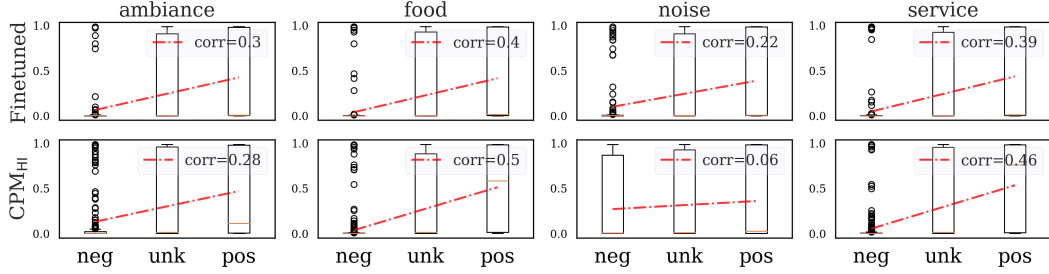 ambiance food noise service
Finetuned
1.0 1.0 1.0 1.0
corr=0.3 corr=0.4 corr=0.22 corr=0.39
0.5 0.5 0.5 0.5
0.0 0.0 0.0 0.0
CPM_HI
1.0 1.0 1.0 1.0
corr=0.28 corr=0.5 corr=0.06 corr=0.46
0.5 0.5 0.5 0.5
0.0 0.0 0.0 0.0
neg unk pos neg unk pos neg unk pos neg unk pos